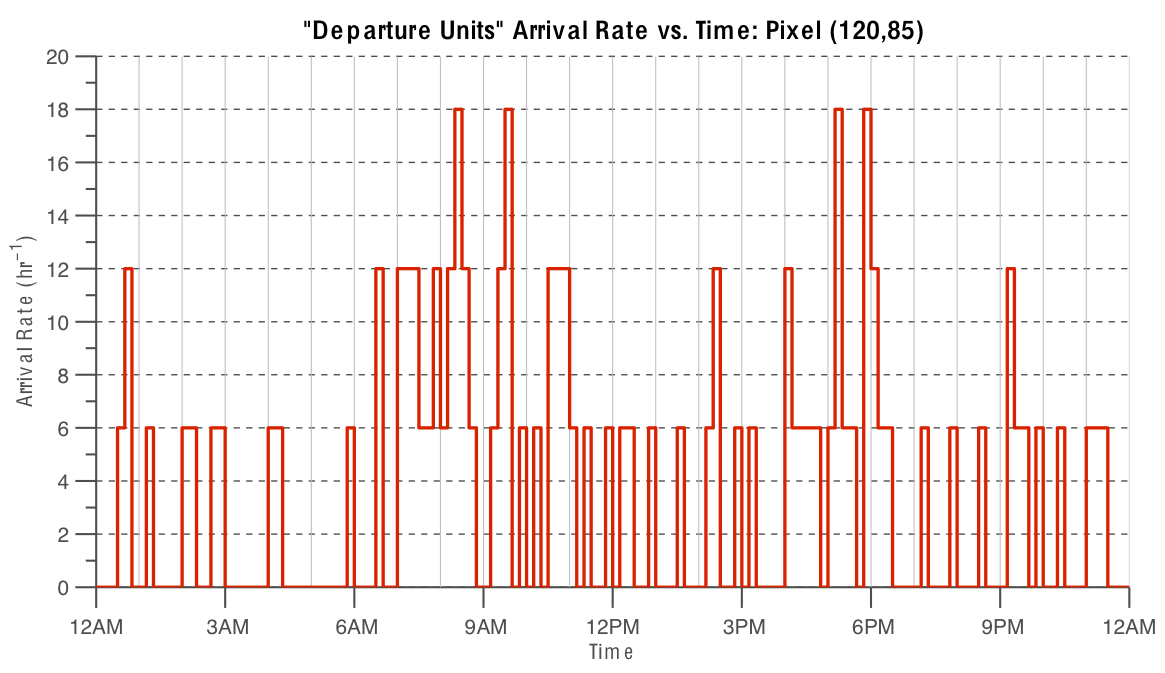 "Departure Units" Arrival Rate vs. Time: Pixel (120,85)
20
18
16
14
12
10
8
6
4
2
0
Arrival Rate (hr⁻¹)
12AM 3AM 6AM 9AM 12PM 3PM 6PM 9PM 12AM
Time